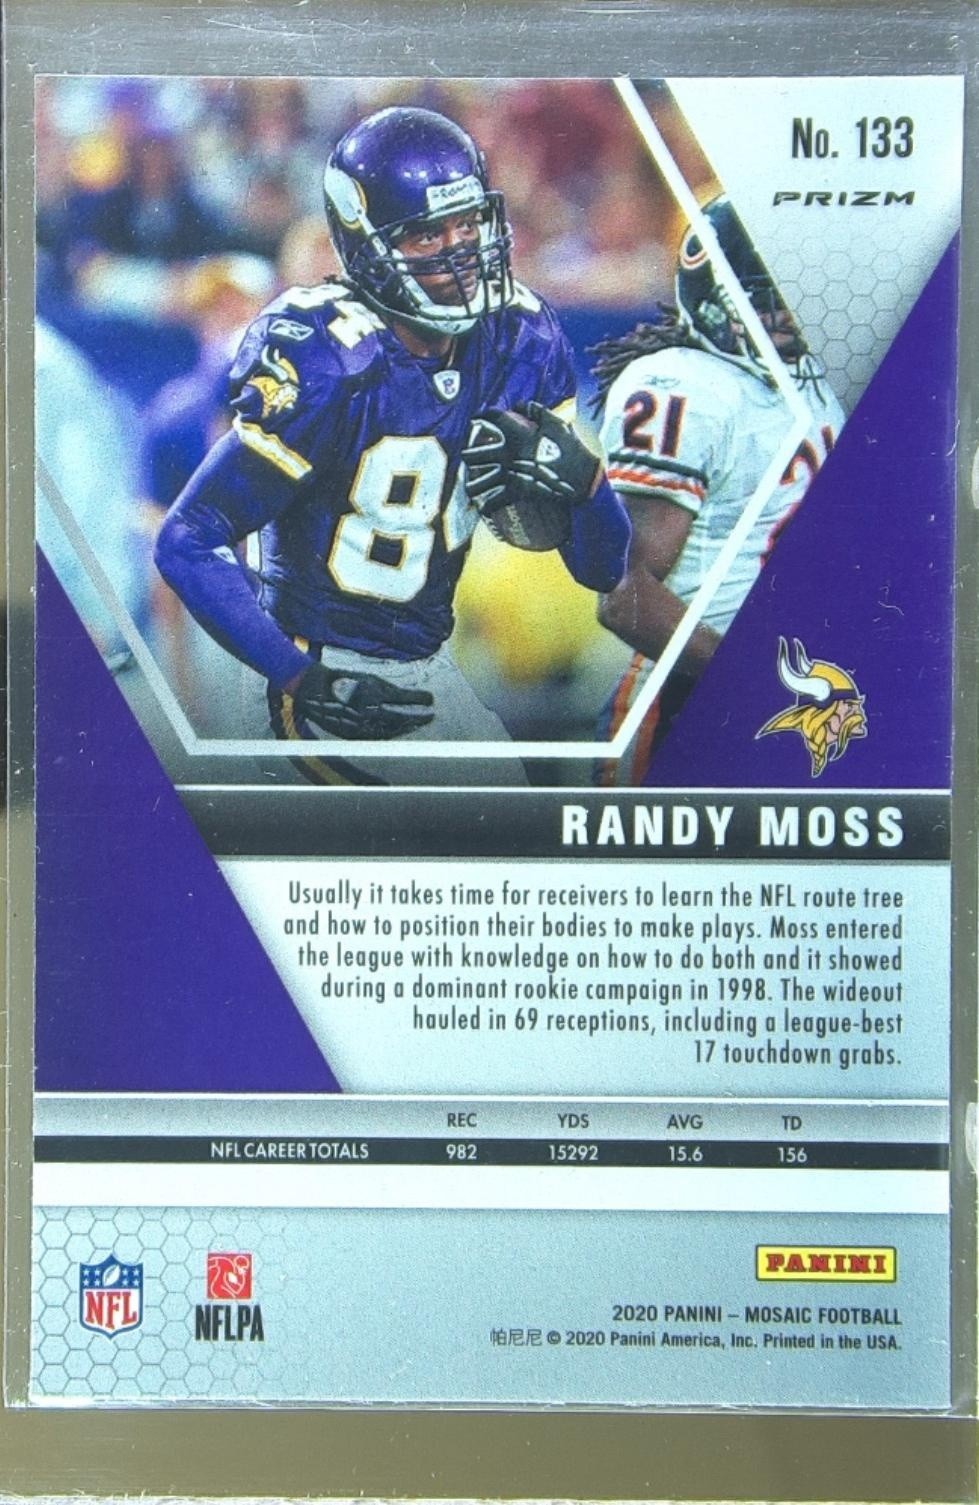 No. 133
PRIZM
84
21
84
RANDY MOSS
Usually it takes time for receivers to learn the NFL route tree
and how to position their bodies to make plays. Moss entered
the league with knowledge on how to do both and it showed
during a dominant rookie campaign in 1998. The wideout
hauled in 69 receptions, including a league-best
17 touchdown grabs.
REC YDS AVG TD
NFL CAREER TOTALS 982 15292 15.6 156
NFL
NFLPA
PANINI
2020 PANINI – MOSAIC FOOTBALL
帕尼尼 © 2020 Panini America, Inc. Printed in the USA.